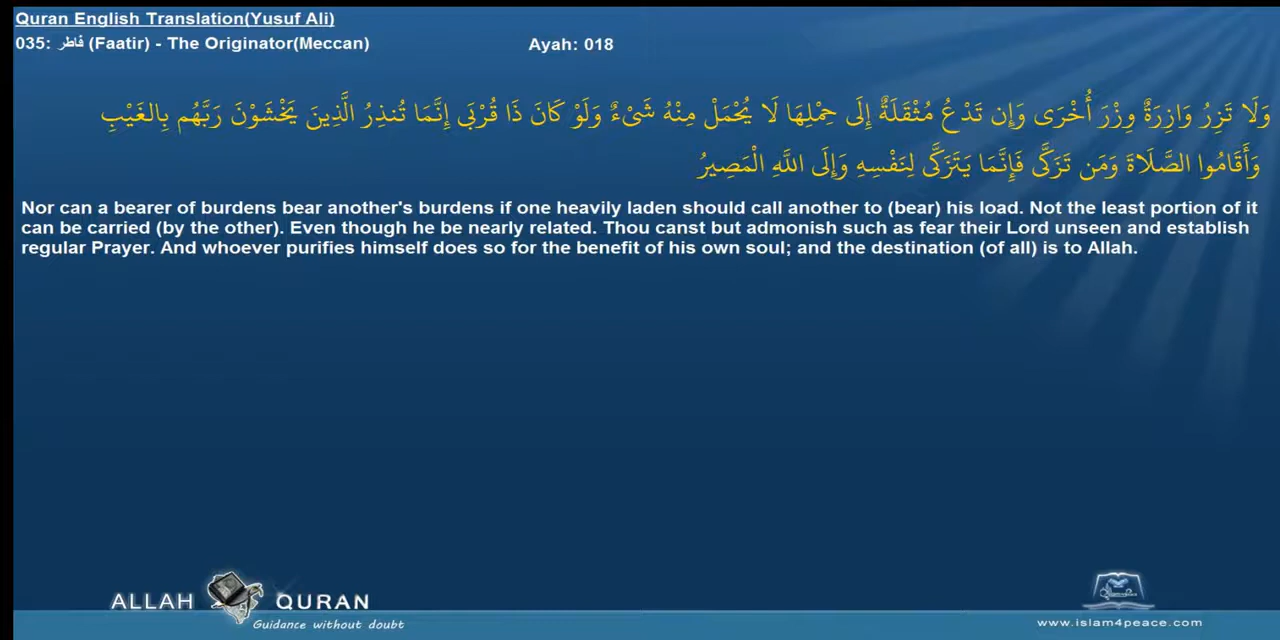 Quran English Translation(Yusuf Ali)
035: فاطر (Faatir) - The Originator(Meccan)
Ayah: 018
وَلَا تَزِرُ وَازِرَةٌ وِزْرَ أُخْرَى وَإِن تَدْعُ مُثْقَلَةٌ إِلَى حِمْلِهَا لَا يُحْمَلْ مِنْهُ شَيْءٌ وَلَوْ كَانَ ذَا قُرْبَى إِنَّمَا تُنذِرُ الَّذِينَ يَخْشَوْنَ رَبَّهُم بِالغَيْبِ
وَأَقَامُوا الصَّلَاةَ وَمَن تَزَكَّى فَإِنَّمَا يَتَزَكَّى لِنَفْسِهِ وَإِلَى اللَّهِ الْمَصِيرُ
Nor can a bearer of burdens bear another's burdens if one heavily laden should call another to (bear) his load. Not the least portion of it
can be carried (by the other). Even though he be nearly related. Thou canst but admonish such as fear their Lord unseen and establish
regular Prayer. And whoever purifies himself does so for the benefit of his own soul; and the destination (of all) is to Allah.
ALLAH QURAN
Guidance without doubt
www.islam4peace.com